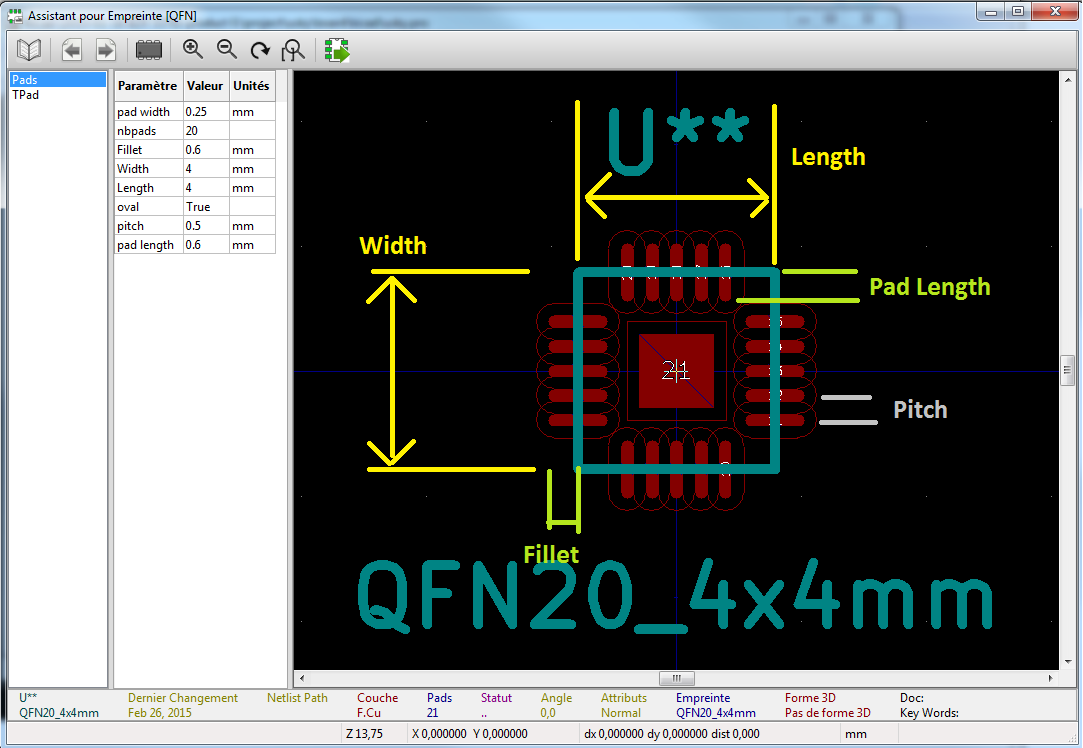 Assistant pour Empreinte [QFN]
Pads
TPad
Paramètre Valeur Unités
pad width 0.25 mm
nbpads 20
Fillet 0.6 mm
Width 4 mm
Length 4 mm
oval True
pitch 0.5 mm
pad length 0.6 mm
U**
Length
Width
Pad Length
21
Pitch
Fillet
QFN20_4x4mm
U** Dernier Changement Netlist Path Couche Pads Statut Angle Attributs Empreinte Forme 3D Doc:
QFN20_4x4mm Feb 26, 2015 F.Cu 21 .. 0,0 Normal QFN20_4x4mm Pas de forme 3D Key Words:
Z 13,75 X 0,000000 Y 0,000000 dx 0,000000 dy 0,000000 dist 0,000 mm